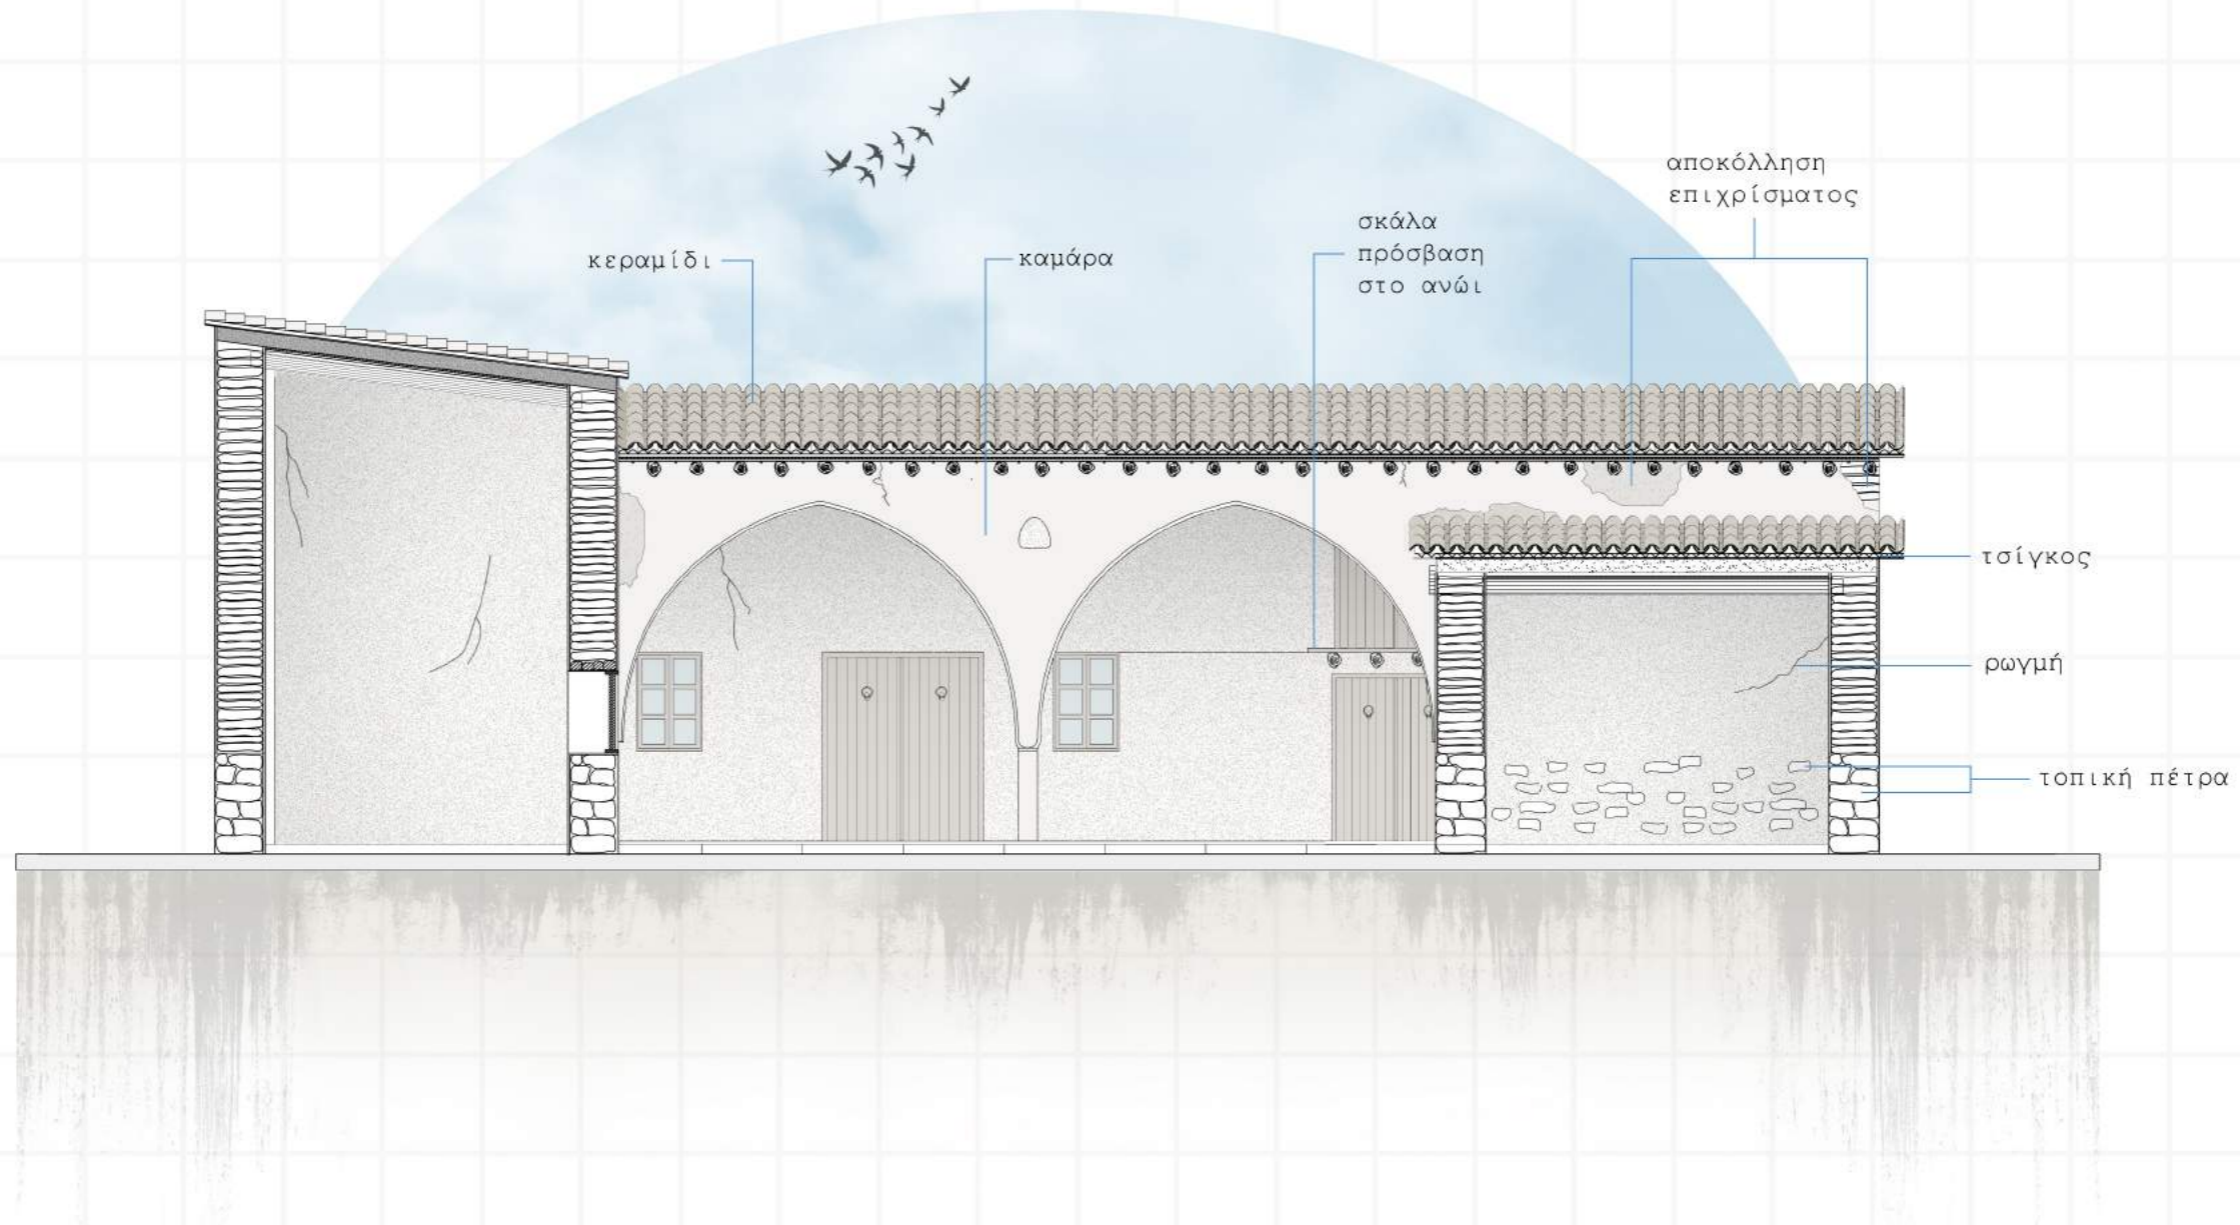 αποκόλληση
επιχρίσματος
σκάλα
πρόσβαση
στο ανώι
κεραμίδι
καμάρα
τσίγκος
ρωγμή
τοπική πέτρα